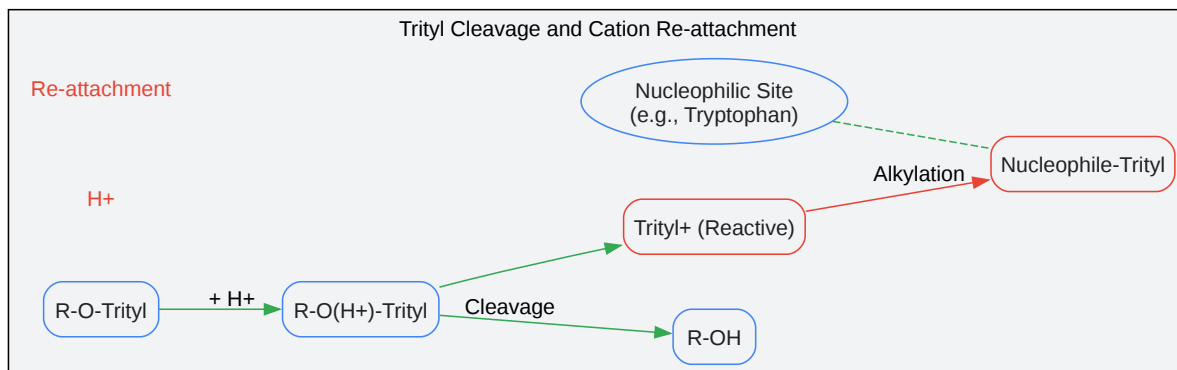 Trityl Cleavage and Cation Re-attachment
Re-attachment
Nucleophilic Site
(e.g., Tryptophan)
Nucleophile-Trityl
Alkylation
H+
Trityl+ (Reactive)
R-O-Trityl
+ H+
R-O(H+)-Trityl
Cleavage
R-OH